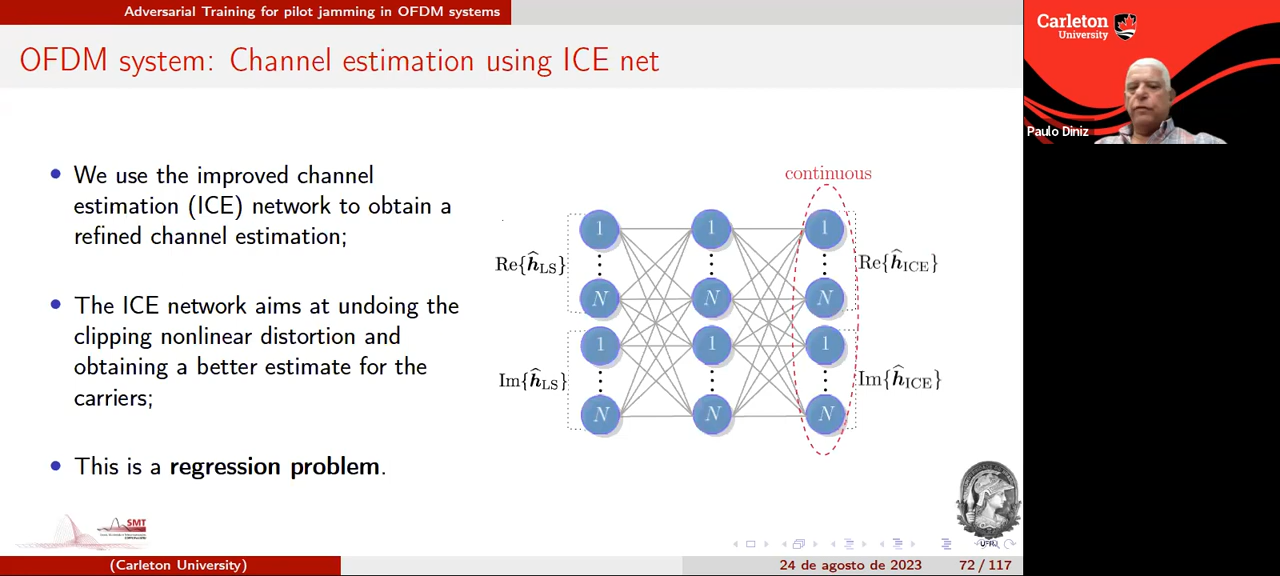 Adversarial Training for pilot jamming in OFDM systems
OFDM system: Channel estimation using ICE net
We use the improved channel
estimation (ICE) network to obtain a
refined channel estimation;
The ICE network aims at undoing the
clipping nonlinear distortion and
obtaining a better estimate for the
carriers;
This is a regression problem.
continuous
Re{ĥ_LS}
Im{ĥ_LS}
1 1 1
N N N
1 1 1
N N N
Re{ĥ_ICE}
Im{ĥ_ICE}
SMT
UFRJ
(Carleton University)
24 de agosto de 2023
72 / 117
Carleton
University
Paulo Diniz